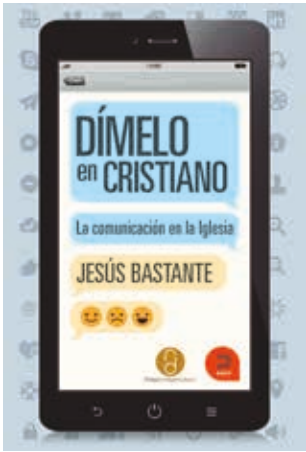 DÍMELO
en CRISTIANO
La comunicación en la Iglesia
JESÚS BASTANTE